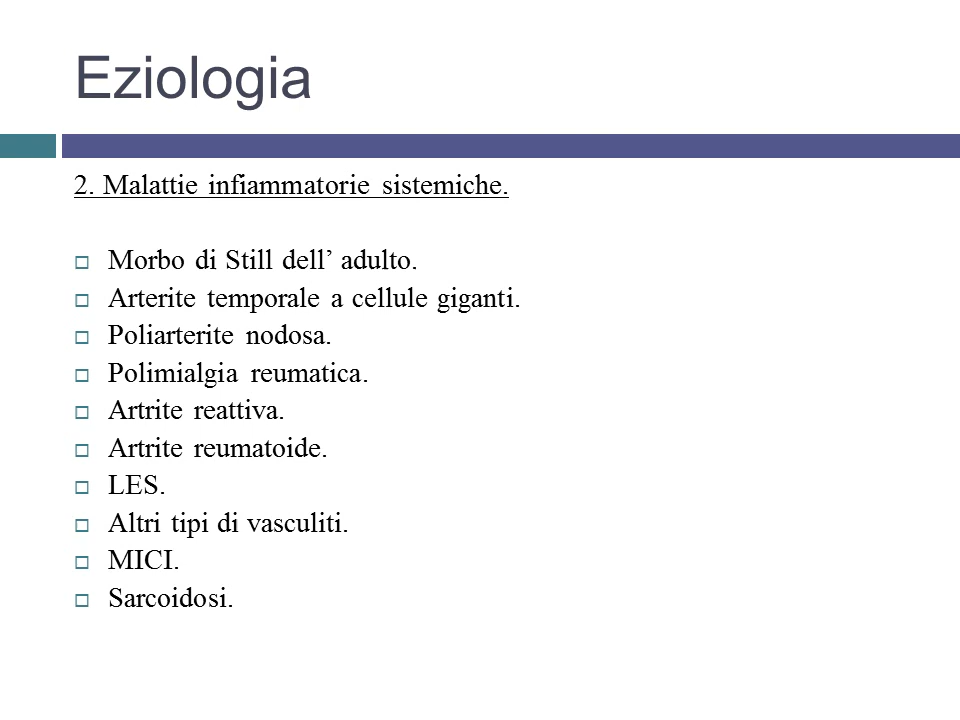 Eziologia
2. Malattie infiammatorie sistemiche.
Morbo di Still dell’ adulto.
Arterite temporale a cellule giganti.
Poliarterite nodosa.
Polimialgia reumatica.
Artrite reattiva.
Artrite reumatoide.
LES.
Altri tipi di vasculiti.
MICI.
Sarcoidosi.